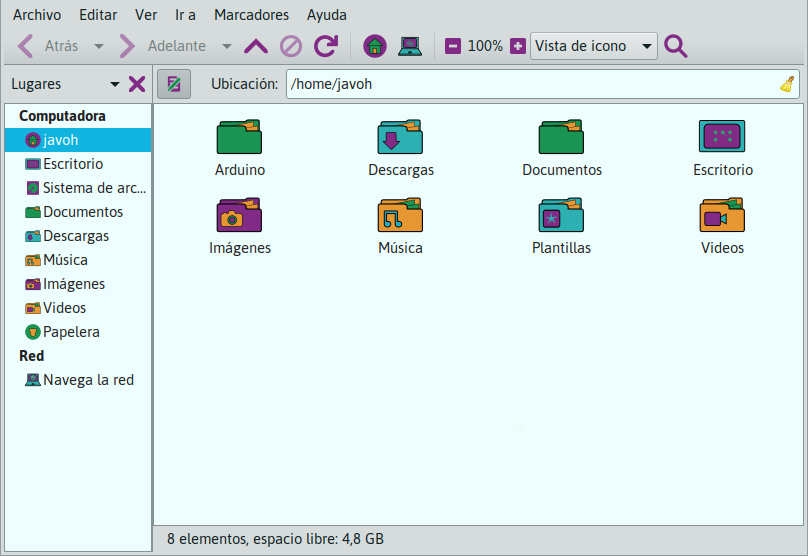 Archivo Editar Ver Ir a Marcadores Ayuda
Atrás Adelante 100% Vista de icono
Lugares Ubicación: /home/javoh
Computadora
javoh
Escritorio
Sistema de arc...
Documentos
Descargas
Música
Imágenes
Videos
Papelera
Red
Navega la red
Arduino Descargas Documentos Escritorio
Imágenes Música Plantillas Videos
8 elementos, espacio libre: 4,8 GB